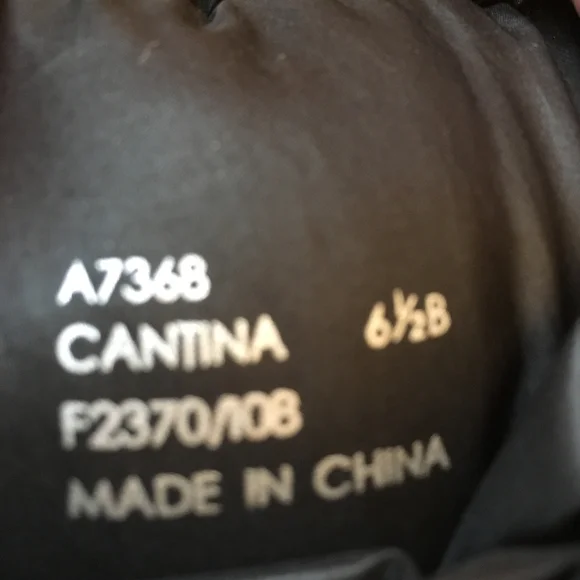 A7368
CANTINA 6½B
F2370/108
MADE IN CHINA